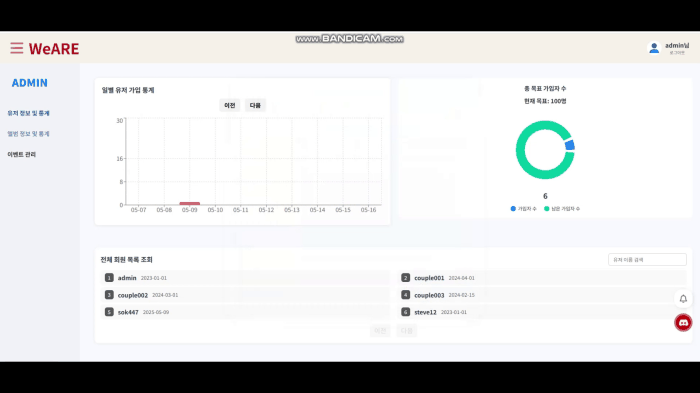 www.BANDICAM.com
WeARE
admin님
로그아웃
ADMIN
유저 정보 및 통계
앨범 정보 및 통계
이벤트 관리
일별 유저 가입 통계
이전 다음
30
16
8
0
05-07 05-08 05-09 05-10 05-11 05-12 05-13 05-14 05-15 05-16
총 목표 가입자 수
현재 목표: 100명
6
가입자 수 남은 가입자 수
전체 회원 목록 조회
유저 이름 검색
1 admin 2023-01-01
2 couple001 2024-04-01
3 couple002 2024-03-01
4 couple003 2024-02-15
5 sok447 2025-05-09
6 steve12 2023-01-01
이전 다음